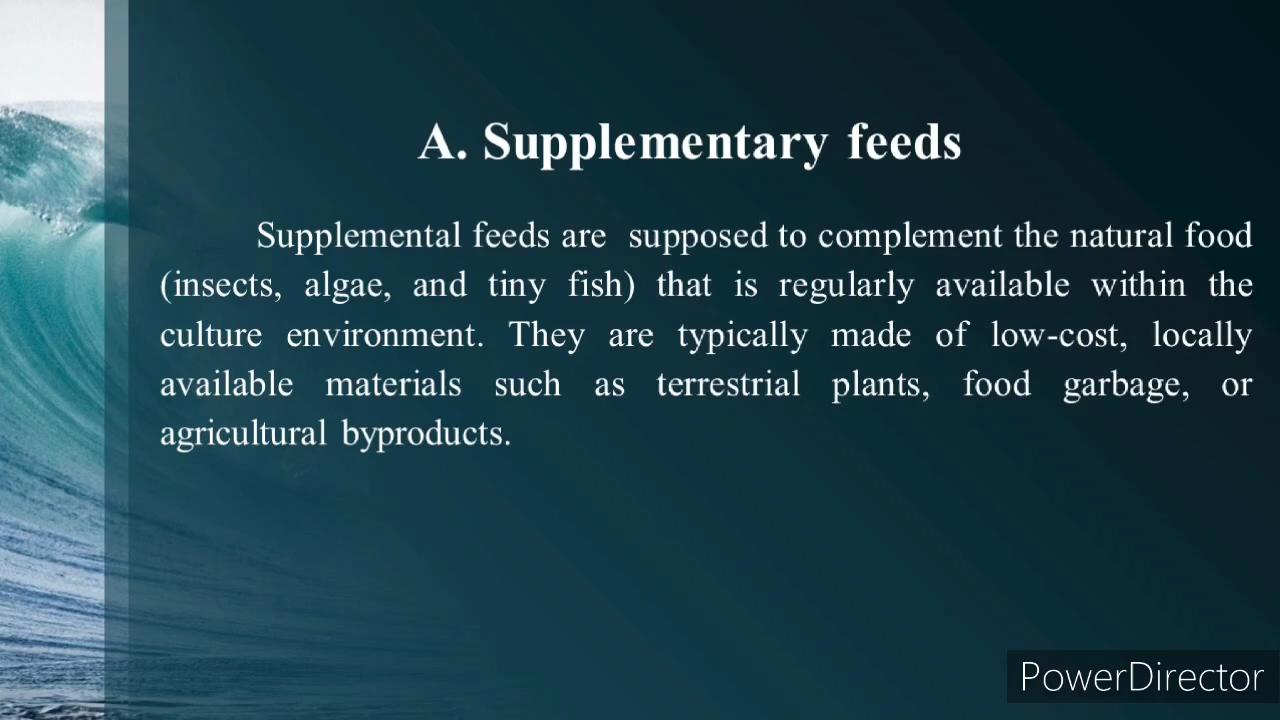 A. Supplementary feeds
Supplemental feeds are supposed to complement the natural food
(insects, algae, and tiny fish) that is regularly available within the
culture environment. They are typically made of low-cost, locally
available materials such as terrestrial plants, food garbage, or
agricultural byproducts.
PowerDirector